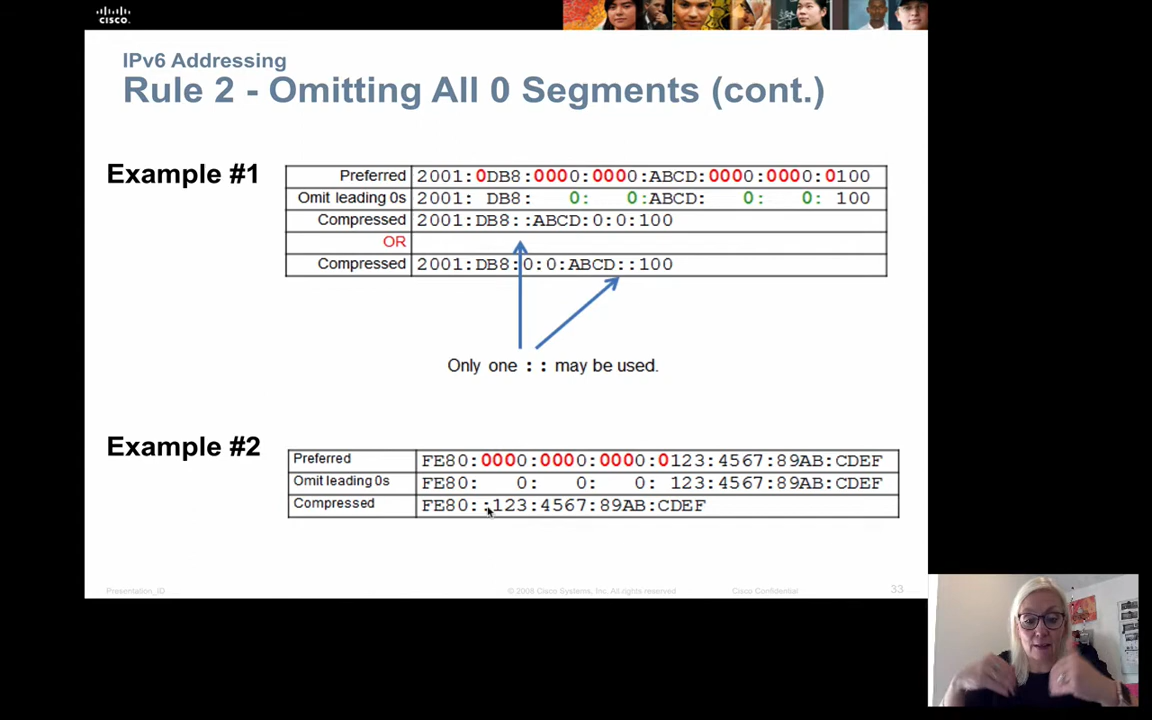 CISCO
IPv6 Addressing
Rule 2 - Omitting All 0 Segments (cont.)
Example #1
Preferred 2001:0DB8:0000:0000:ABCD:0000:0000:0100
Omit leading 0s 2001: DB8: 0: 0:ABCD: 0: 0: 100
Compressed 2001:DB8::ABCD:0:0:100
OR
Compressed 2001:DB8:0:0:ABCD::100
Only one :: may be used.
Example #2
Preferred FE80:0000:0000:0000:0123:4567:89AB:CDEF
Omit leading 0s FE80: 0: 0: 0: 123:4567:89AB:CDEF
Compressed FE80::123:4567:89AB:CDEF
Presentation_ID © 2008 Cisco Systems, Inc. All rights reserved Cisco Confidential 33